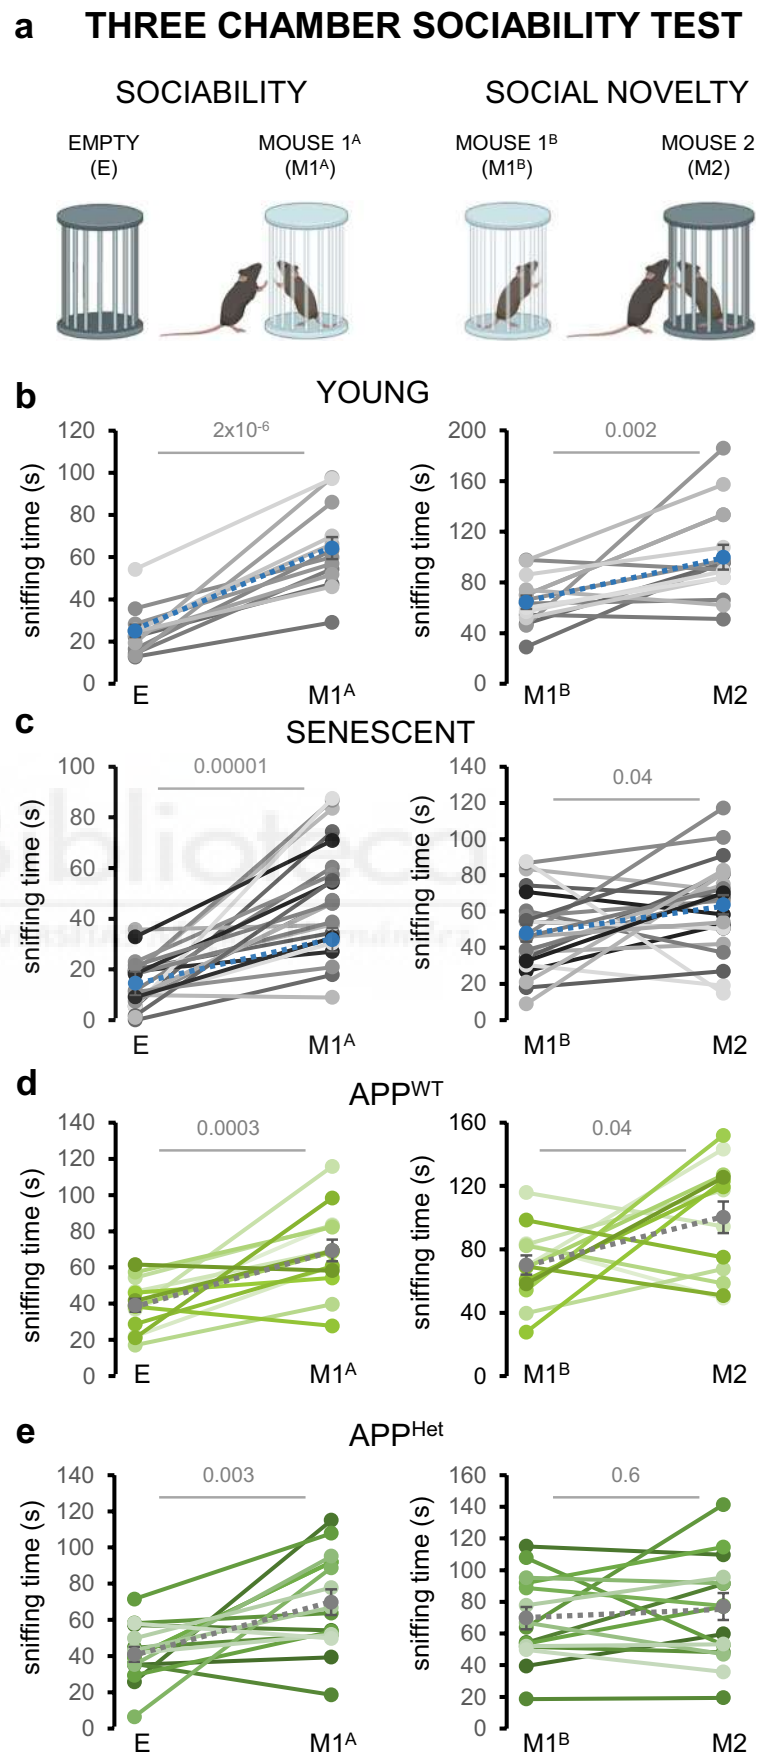 a THREE CHAMBER SOCIABILITY TEST
SOCIABILITY
SOCIAL NOVELTY
EMPTY
(E)
MOUSE 1ᴬ
(M1ᴬ)
MOUSE 1ᴮ
(M1ᴮ)
MOUSE 2
(M2)
b
YOUNG
sniffing time (s)
120
100
80
60
40
20
0
2x10⁻⁶
E
M1ᴬ
sniffing time (s)
200
160
120
80
40
0
0.002
M1ᴮ
M2
c
SENESCENT
sniffing time (s)
100
80
60
40
20
0
0.00001
E
M1ᴬ
sniffing time (s)
140
120
100
80
60
40
20
0
0.04
M1ᴮ
M2
Biblioteca
d
APPᵂᵀ
sniffing time (s)
140
120
100
80
60
40
20
0
0.0003
E
M1ᴬ
sniffing time (s)
160
120
80
40
0
0.04
M1ᴮ
M2
e
APPᴴᵉᵗ
sniffing time (s)
140
120
100
80
60
40
20
0
0.003
E
M1ᴬ
sniffing time (s)
160
140
120
100
80
60
40
20
0
0.6
M1ᴮ
M2